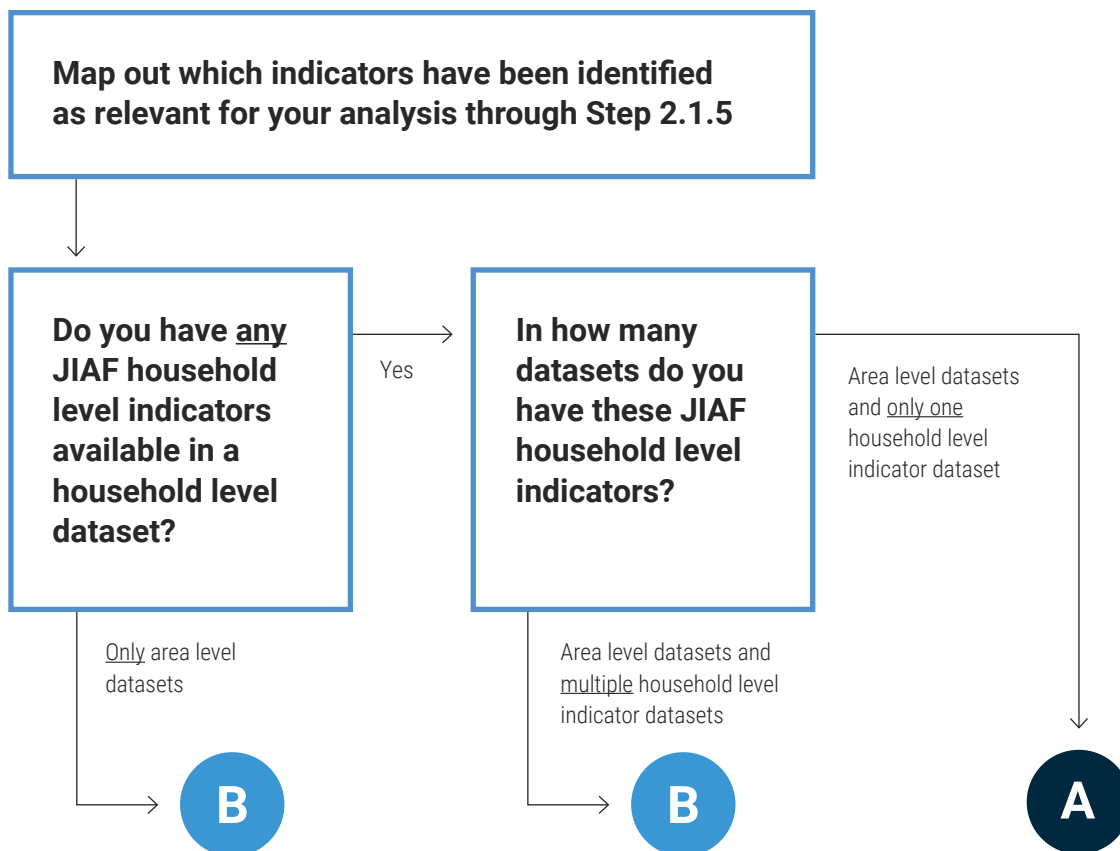 Map out which indicators have been identified
as relevant for your analysis through Step 2.1.5
Do you have any
JIAF household
level indicators
available in a
household level
dataset?
Yes
In how many
datasets do you
have these JIAF
household level
indicators?
Area level datasets
and only one
household level
indicator dataset
Only area level
datasets
Area level datasets and
multiple household level
indicator datasets
B
B
A